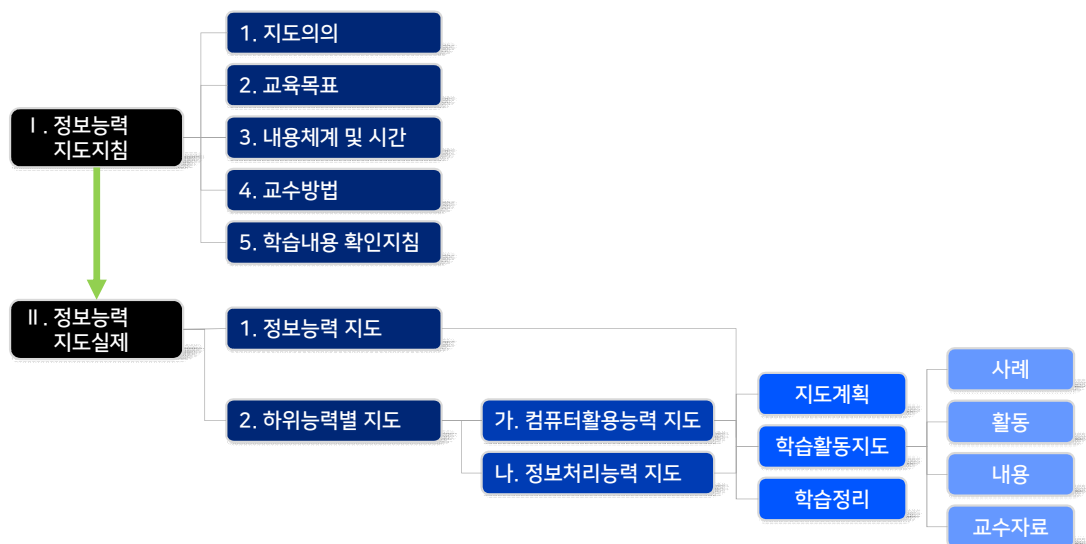 Ⅰ. 정보능력
지도지침
1. 지도의의
2. 교육목표
3. 내용체계 및 시간
4. 교수방법
5. 학습내용 확인지침
Ⅱ. 정보능력
지도실제
1. 정보능력 지도
2. 하위능력별 지도
가. 컴퓨터활용능력 지도
나. 정보처리능력 지도
지도계획
학습활동지도
학습정리
사례
활동
내용
교수자료